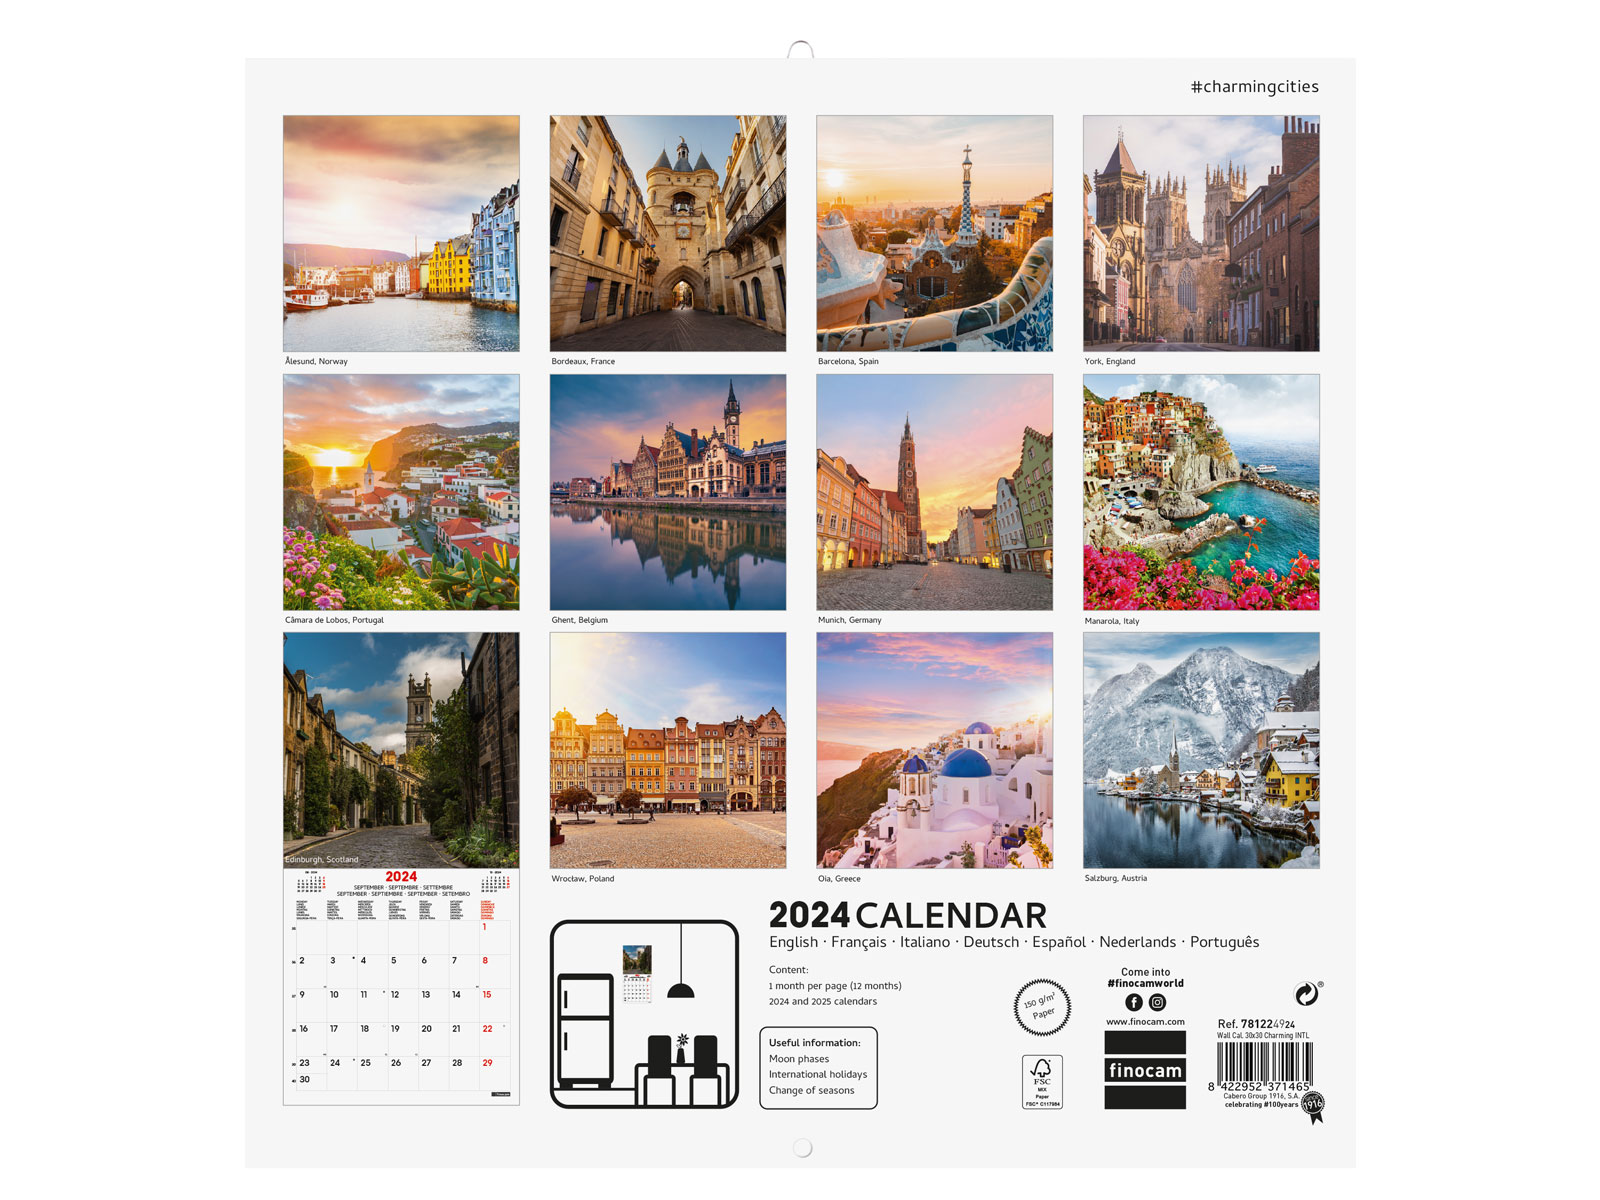 #charmingcities
Ålesund, Norway
Bordeaux, France
Barcelona, Spain
York, England
Câmara de Lobos, Portugal
Ghent, Belgium
Munich, Germany
Manarola, Italy
Edinburgh, Scotland
Wrocław, Poland
Oia, Greece
Salzburg, Austria
2024
SEPTEMBER · SEPTEMBRE · SETTEMBRE
SEPTEMBER · SEPTIEMBRE · SEPTEMBER · SETEMBRO
1
2 3 4 5 6 7 8
9 10 11 12 13 14 15
16 17 18 19 20 21 22
23 24 25 26 27 28 29
30
2024 CALENDAR
English · Français · Italiano · Deutsch · Español · Nederlands · Português
Content:
1 month per page (12 months)
2024 and 2025 calendars
Useful information:
Moon phases
International holidays
Change of seasons
150 g/m²
Paper
FSC
MIX
Paper
FSC® C117984
Come into
#finocamworld
www.finocam.com
finocam
®
Ref. 781224924
Wall Cal. 30x30 Charming INTL
8 422952 371465
Cabero Group 1916, S.A.
celebrating #100years
1916